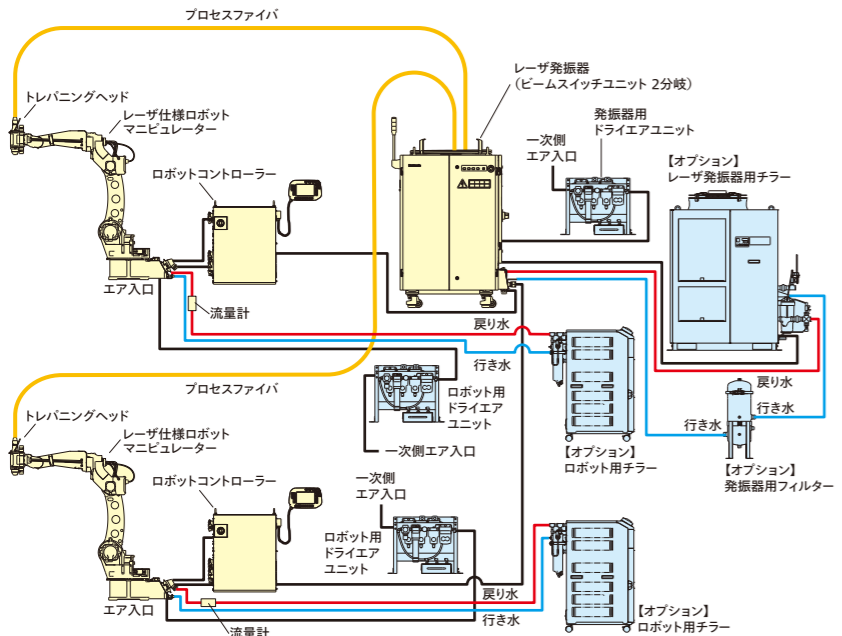 プロセスファイバ
トレパニングヘッド
レーザ仕様ロボット
マニピュレーター
ロボットコントローラー
レーザ発振器
(ビームスイッチユニット 2分岐)
発振器用
ドライエアユニット
一次側
エア入口
【オプション】
レーザ発振器用チラー
エア入口
流量計
戻り水
行き水
プロセスファイバ
ロボット用
ドライエア
ユニット
一次側エア入口
【オプション】
ロボット用チラー
戻り水
行き水
行き水
【オプション】
発振器用フィルター
トレパニングヘッド
レーザ仕様ロボット
マニピュレーター
ロボットコントローラー
一次側
エア入口
ロボット用
ドライエア
ユニット
エア入口
流量計
戻り水
行き水
【オプション】
ロボット用チラー